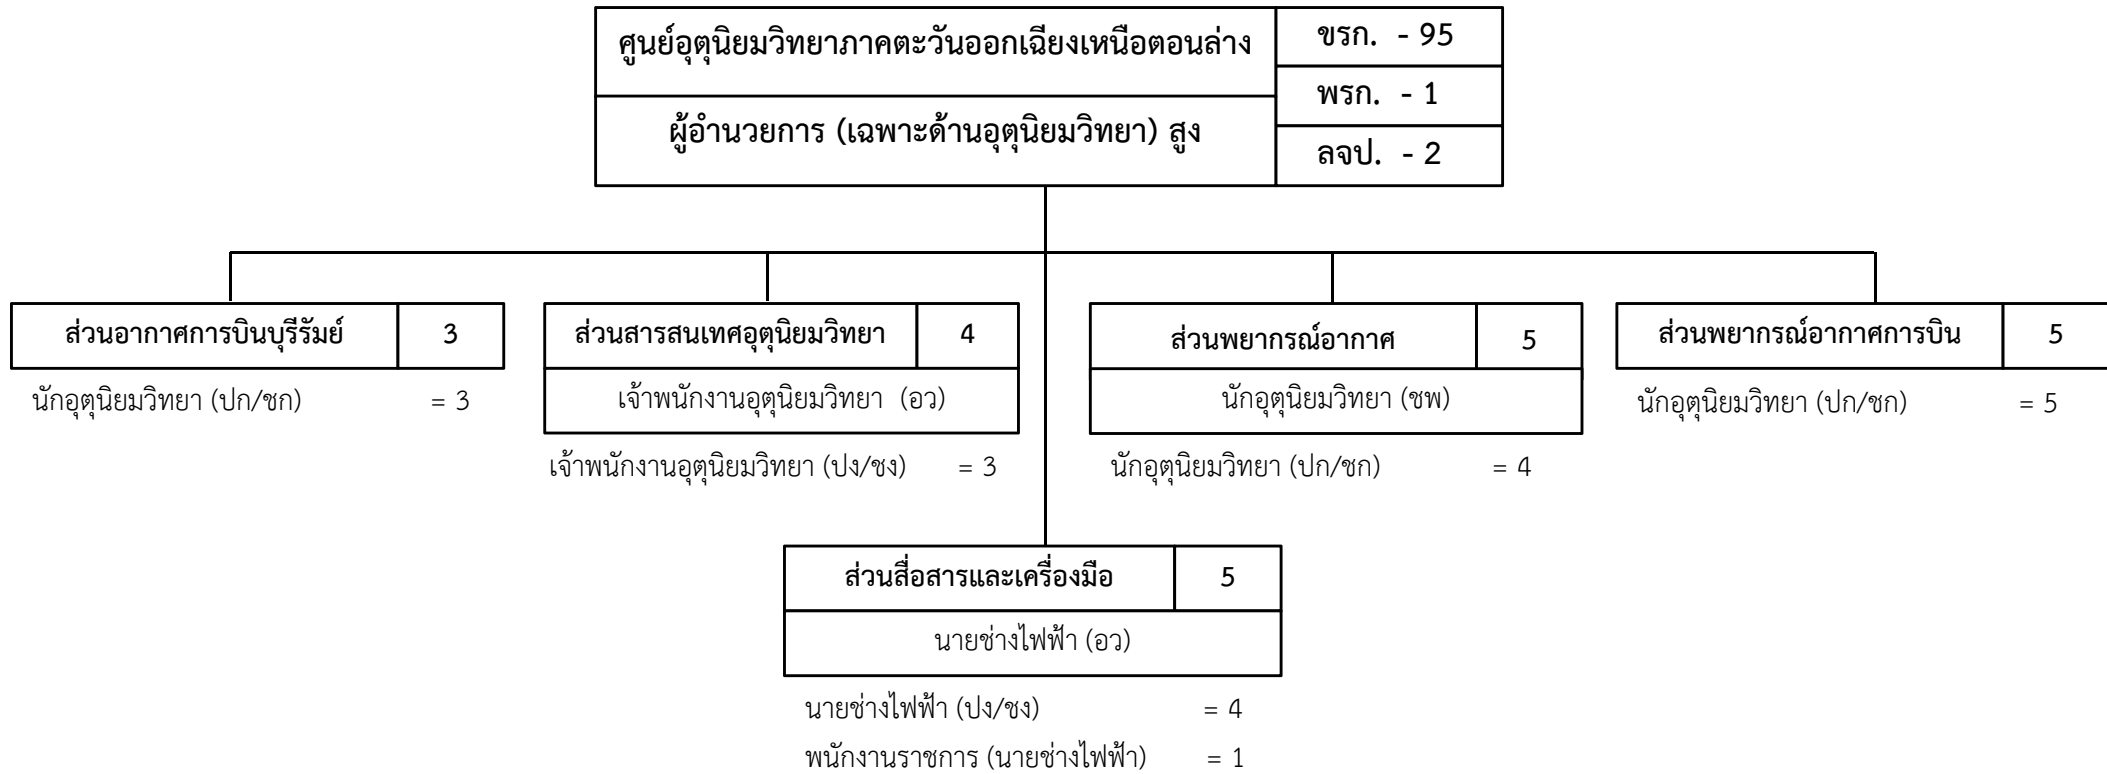 ศูนย์อุตุนิยมวิทยาภาคตะวันออกเฉียงเหนือตอนล่าง
ขรก. - 95
พรก. - 1
ผู้อำนวยการ (เฉพาะด้านอุตุนิยมวิทยา) สูง
ลจป. - 2
ส่วนอากาศการบินบุรีรัมย์ 3
นักอุตุนิยมวิทยา (ปก/ชก) = 3
ส่วนสารสนเทศอุตุนิยมวิทยา 4
เจ้าพนักงานอุตุนิยมวิทยา (อว)
เจ้าพนักงานอุตุนิยมวิทยา (ปง/ชง) = 3
ส่วนพยากรณ์อากาศ 5
นักอุตุนิยมวิทยา (ชพ)
นักอุตุนิยมวิทยา (ปก/ชก) = 4
ส่วนพยากรณ์อากาศการบิน 5
นักอุตุนิยมวิทยา (ปก/ชก) = 5
ส่วนสื่อสารและเครื่องมือ 5
นายช่างไฟฟ้า (อว)
นายช่างไฟฟ้า (ปง/ชง) = 4
พนักงานราชการ (นายช่างไฟฟ้า) = 1